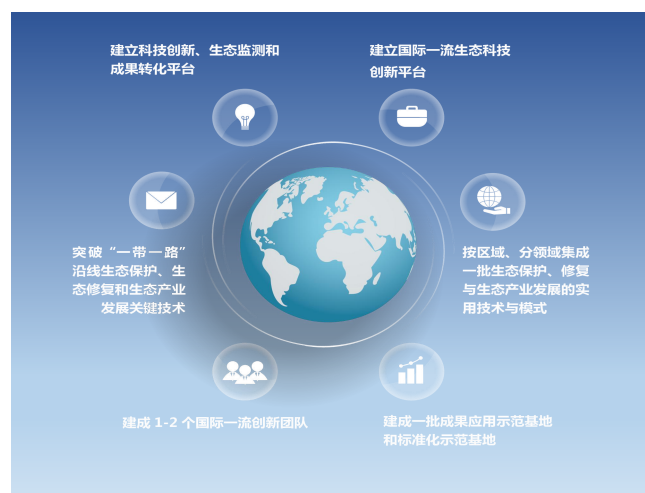 建立科技创新、生态监测和
成果转化平台
建立国际一流生态科技
创新平台
突破“一带一路”
沿线生态保护、生
态修复和生态产业
发展关键技术
按区域、分领域集成
一批生态保护、修复
与生态产业发展的实
用技术与模式
建成 1-2 个国际一流创新团队
建成一批成果应用示范基地
和标准化示范基地